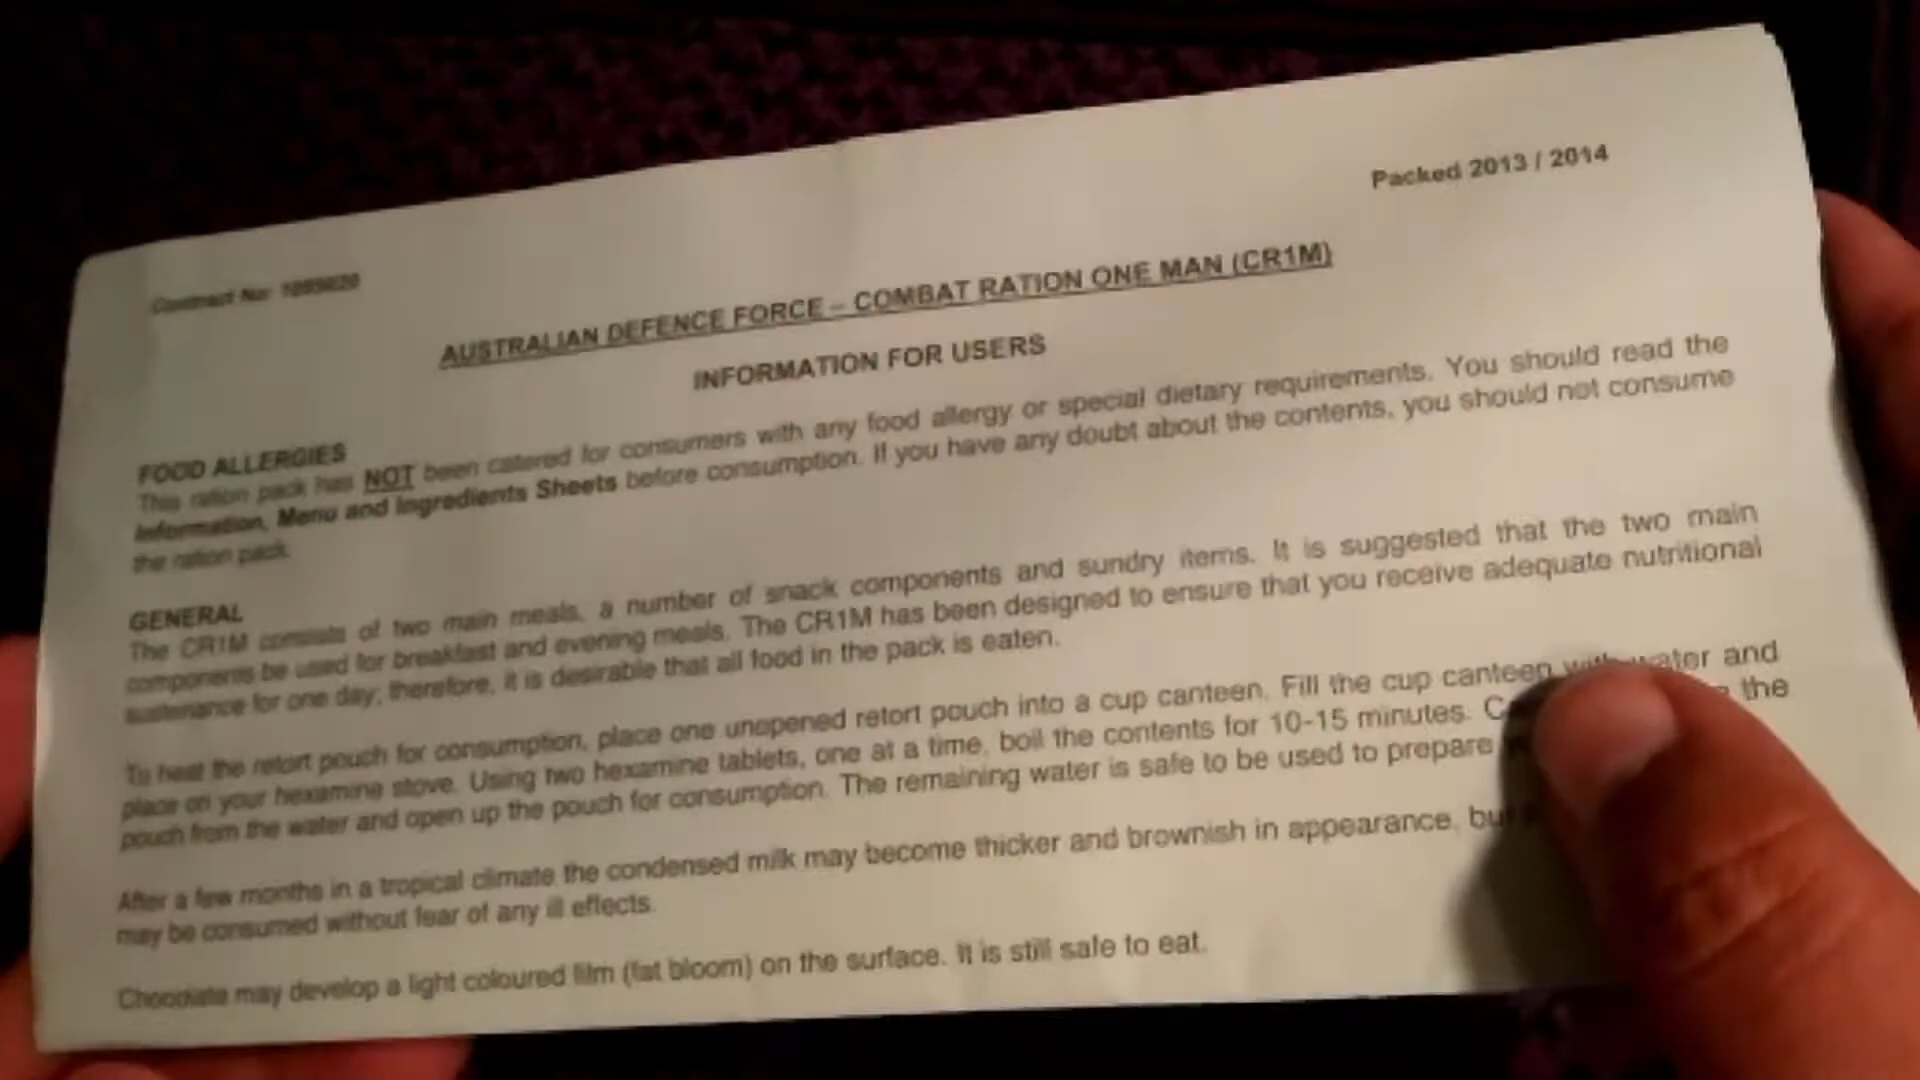 Packed 2013 / 2014
Contract No:
AUSTRALIAN DEFENCE FORCE – COMBAT RATION ONE MAN (CR1M)
INFORMATION FOR USERS
FOOD ALLERGIES
This ration pack has NOT been catered for consumers with any food allergy or special dietary requirements. You should read the
Information, Menu and Ingredients Sheets before consumption. If you have any doubt about the contents, you should not consume
the ration pack.
GENERAL
The CR1M consists of two main meals, a number of snack components and sundry items. It is suggested that the two main
components be used for breakfast and evening meals. The CR1M has been designed to ensure that you receive adequate nutritional
sustenance for one day; therefore, it is desirable that all food in the pack is eaten.
To heat the retort pouch for consumption, place one unopened retort pouch into a cup canteen. Fill the cup canteen with water and
place on your hexamine stove. Using two hexamine tablets, one at a time, boil the contents for 10-15 minutes. the
pouch from the water and open up the pouch for consumption. The remaining water is safe to be used to prepare
After a few months in a tropical climate the condensed milk may become thicker and brownish in appearance, but
may be consumed without fear of any ill effects.
Chocolate may develop a light coloured film (fat bloom) on the surface. It is still safe to eat.